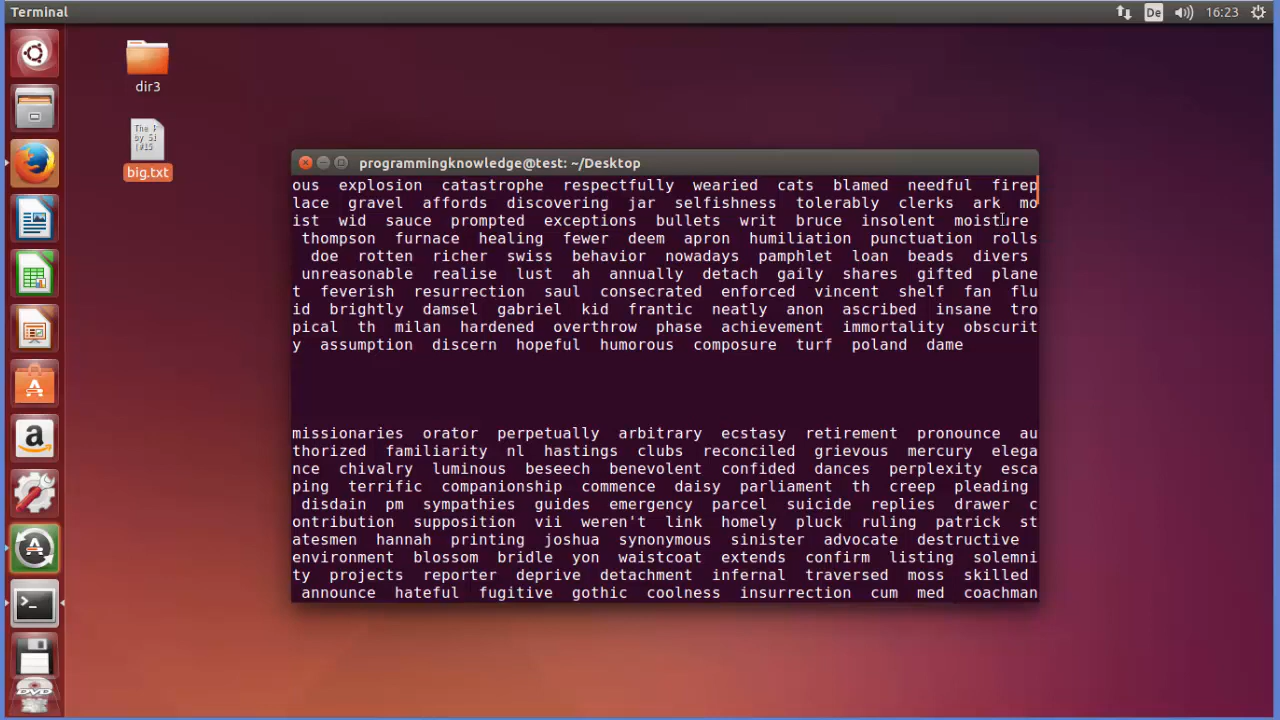 Terminal
De
16:23
dir3
The
by
big.txt
programmingknowledge@test: ~/Desktop
ous  explosion  catastrophe  respectfully  wearied  cats  blamed  needful  firep
lace  gravel  affords  discovering  jar  selfishness  tolerably  clerks  ark  mo
ist  wid  sauce  prompted  exceptions  bullets  writ  bruce  insolent  moisture
thompson  furnace  healing  fewer  deem  apron  humiliation  punctuation  rolls
doe  rotten  richer  swiss  behavior  nowadays  pamphlet  loan  beads  divers
unreasonable  realise  lust  ah  annually  detach  gaily  shares  gifted  plane
t  feverish  resurrection  saul  consecrated  enforced  vincent  shelf  fan  flu
id  brightly  damsel  gabriel  kid  frantic  neatly  anon  ascribed  insane  tro
pical  th  milan  hardened  overthrow  phase  achievement  immortality  obscurit
y  assumption  discern  hopeful  humorous  composure  turf  poland  dame
missionaries  orator  perpetually  arbitrary  ecstasy  retirement  pronounce  au
thorized  familiarity  nl  hastings  clubs  reconciled  grievous  mercury  elega
nce  chivalry  luminous  beseech  benevolent  confided  dances  perplexity  esca
ping  terrific  companionship  commence  daisy  parliament  th  creep  pleading
disdain  pm  sympathies  guides  emergency  parcel  suicide  replies  drawer  c
ontribution  supposition  vii  weren't  link  homely  pluck  ruling  patrick  st
atesmen  hannah  printing  joshua  synonymous  sinister  advocate  destructive
environment  blossom  bridle  yon  waistcoat  extends  confirm  listing  solemni
ty  projects  reporter  deprive  detachment  infernal  traversed  moss  skilled
announce  hateful  fugitive  gothic  coolness  insurrection  cum  med  coachman